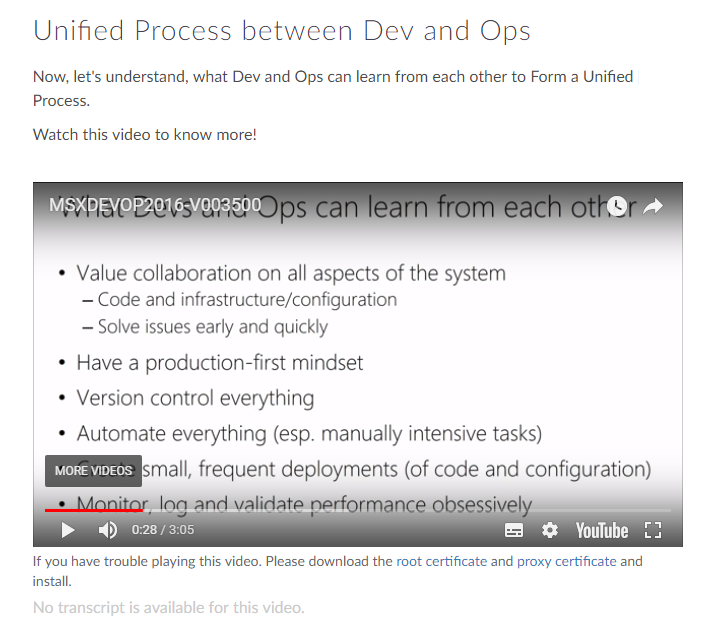 Unified Process between Dev and Ops
Now, let's understand, what Dev and Ops can learn from each other to Form a Unified
Process.
Watch this video to know more!
MSXDEVOP2016-V003500
What Devs and Ops can learn from each other
• Value collaboration on all aspects of the system
– Code and infrastructure/configuration
– Solve issues early and quickly
• Have a production-first mindset
• Version control everything
• Automate everything (esp. manually intensive tasks)
MORE VIDEOS
small, frequent deployments (of code and configuration)
• Monitor, log and validate performance obsessively
0:28 / 3:05
YouTube
If you have trouble playing this video. Please download the root certificate and proxy certificate and
install.
No transcript is available for this video.